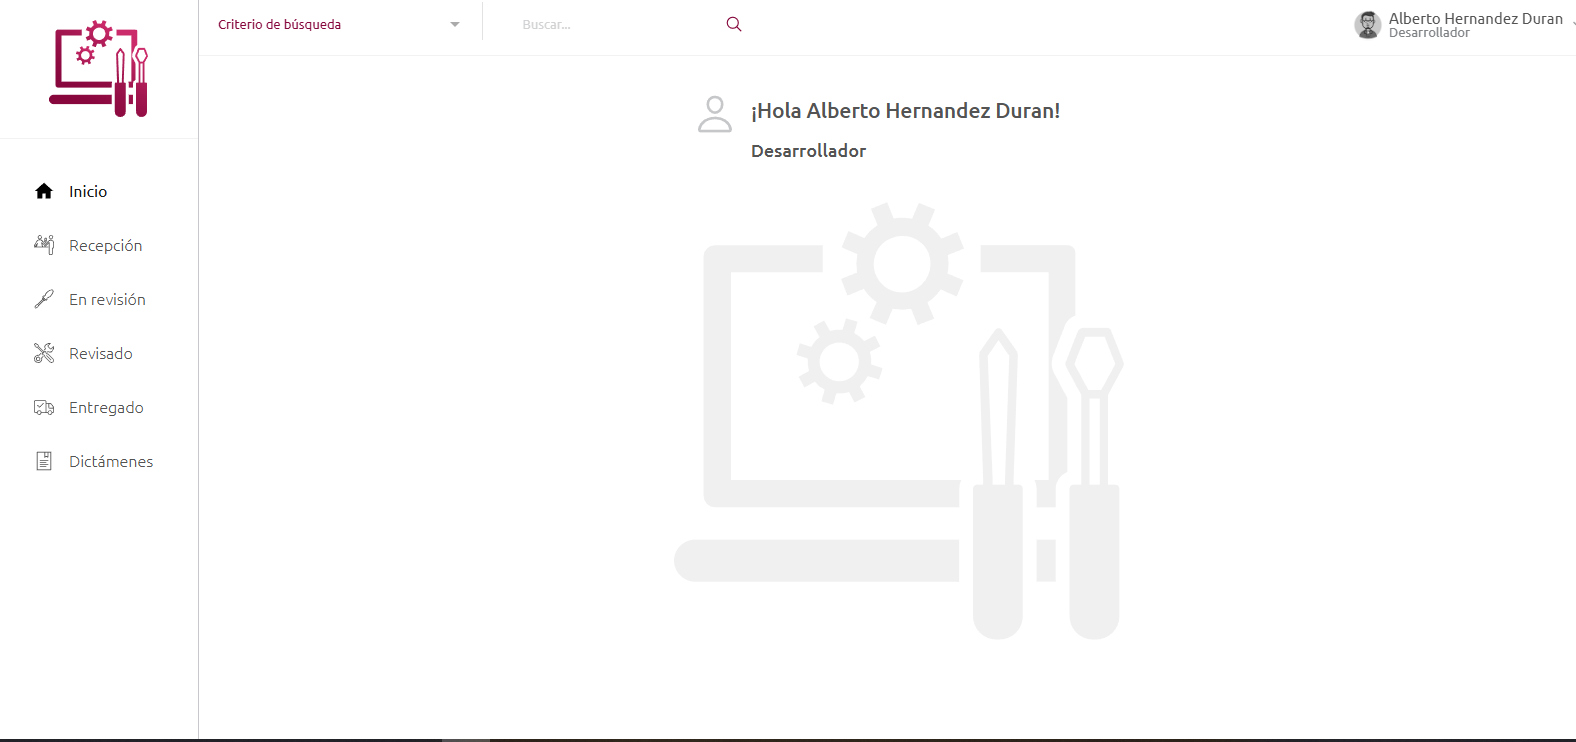 Criterio de búsqueda
Buscar...
Alberto Hernandez Duran
Desarrollador
¡Hola Alberto Hernandez Duran!
Desarrollador
Inicio
Recepción
En revisión
Revisado
Entregado
Dictámenes